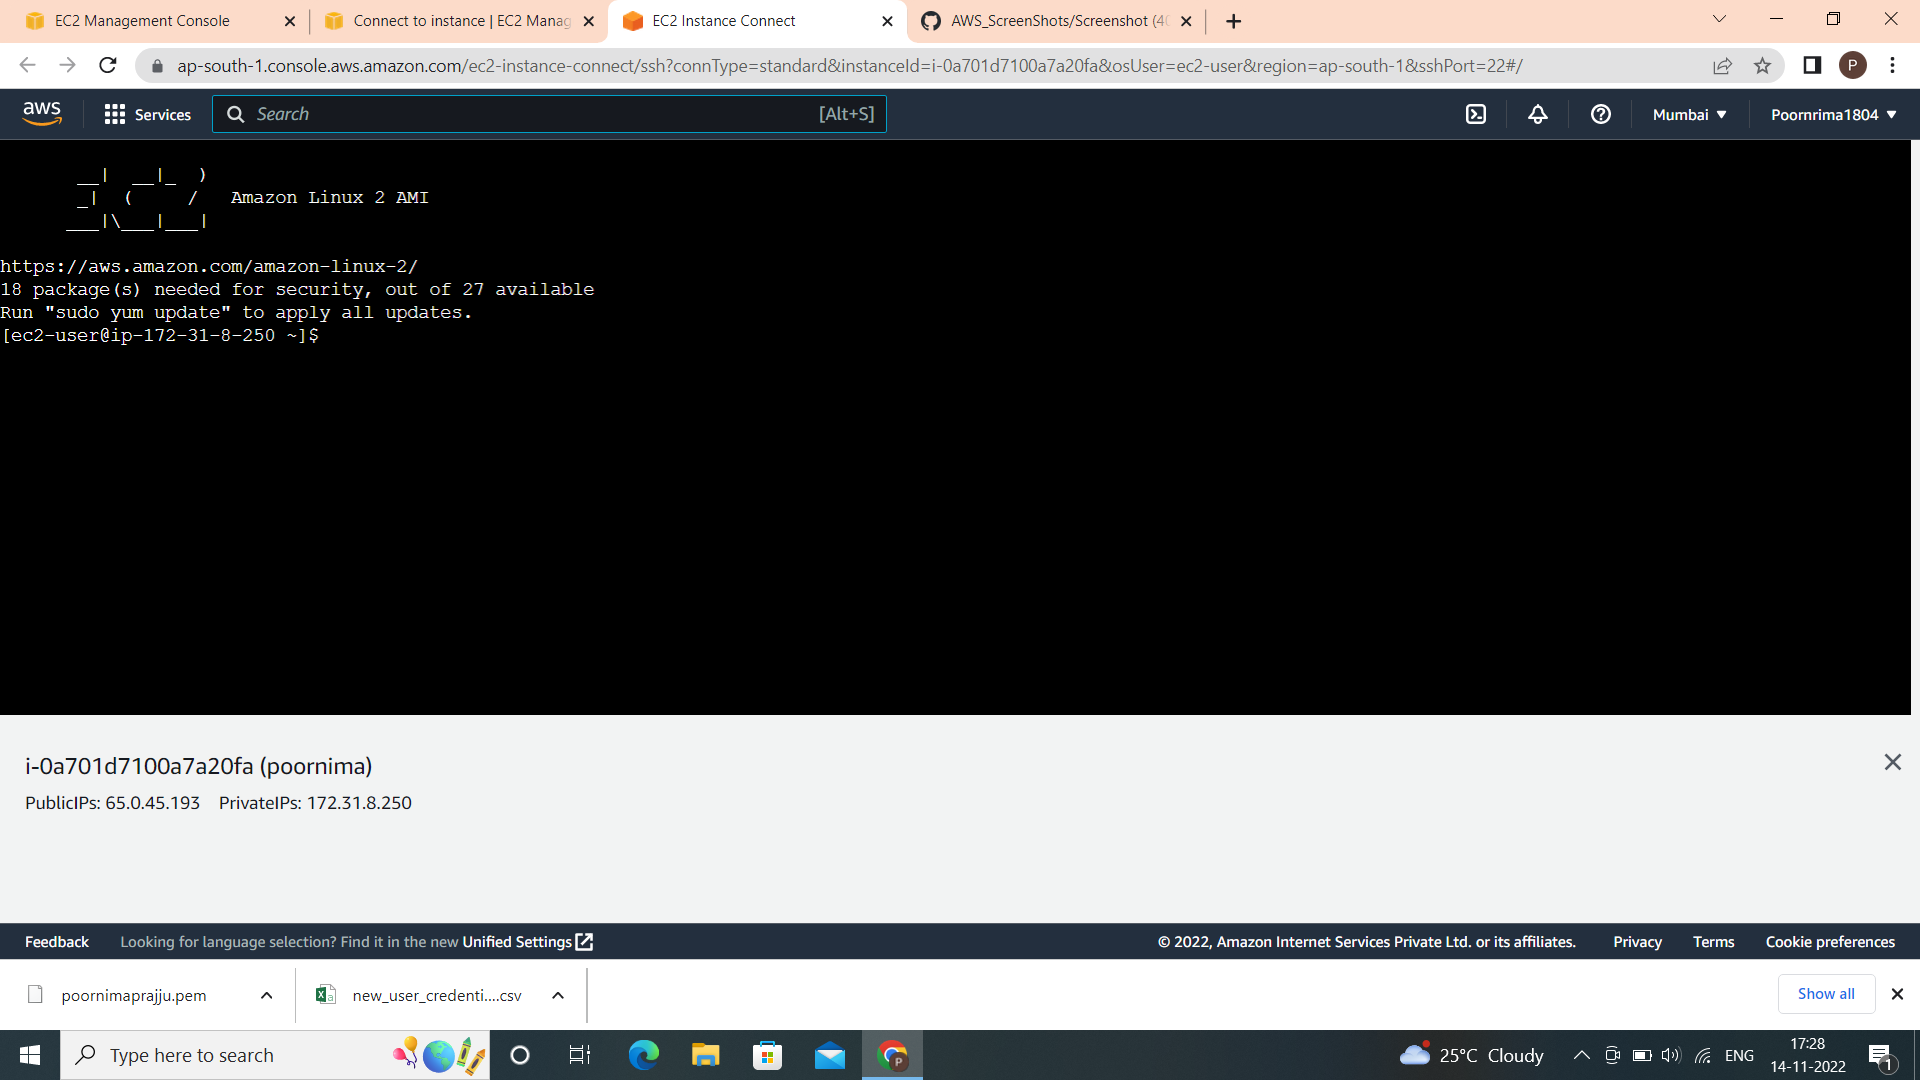 EC2 Management Console
Connect to instance | EC2 Manag
EC2 Instance Connect
AWS_ScreenShots/Screenshot (40
ap-south-1.console.aws.amazon.com/ec2-instance-connect/ssh?connType=standard&instanceId=i-0a701d7100a7a20fa&osUser=ec2-user&region=ap-south-1&sshPort=22#/
P
aws
Services
Search
[Alt+S]
Mumbai ▼
Poornrima1804 ▼
__|  __|_  )
_|  (     /   Amazon Linux 2 AMI
___|\___|___|
https://aws.amazon.com/amazon-linux-2/
18 package(s) needed for security, out of 27 available
Run "sudo yum update" to apply all updates.
[ec2-user@ip-172-31-8-250 ~]$
i-0a701d7100a7a20fa (poornima)
PublicIPs: 65.0.45.193 PrivateIPs: 172.31.8.250
Feedback
Looking for language selection? Find it in the new Unified Settings
© 2022, Amazon Internet Services Private Ltd. or its affiliates.
Privacy
Terms
Cookie preferences
poornimaprajju.pem
new_user_credenti....csv
Show all
Type here to search
P
25°C Cloudy
ENG
17:28
14-11-2022
1